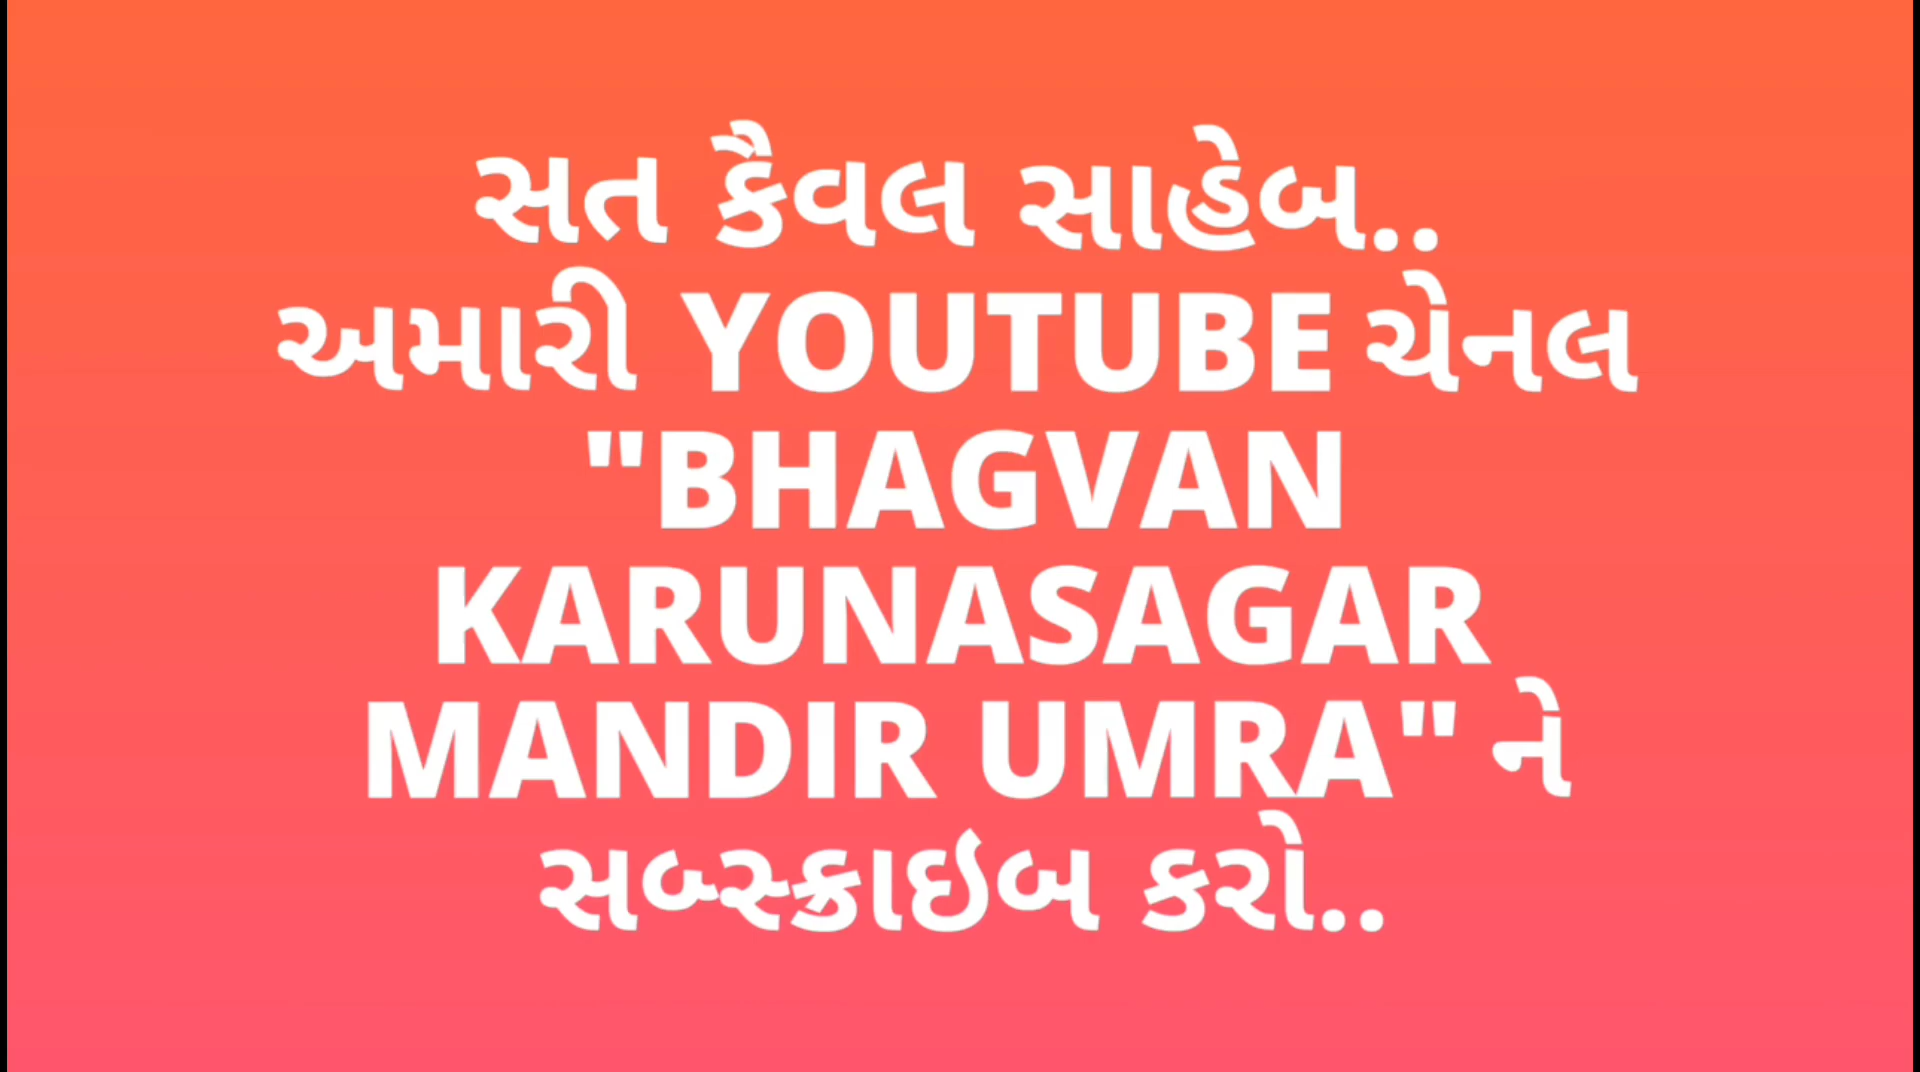 સત કૈવલ સાહેબ..
અમારી YOUTUBE ચેનલ
"BHAGVAN
KARUNASAGAR
MANDIR UMRA" ને
સબ્સ્ક્રાઇબ કરો..